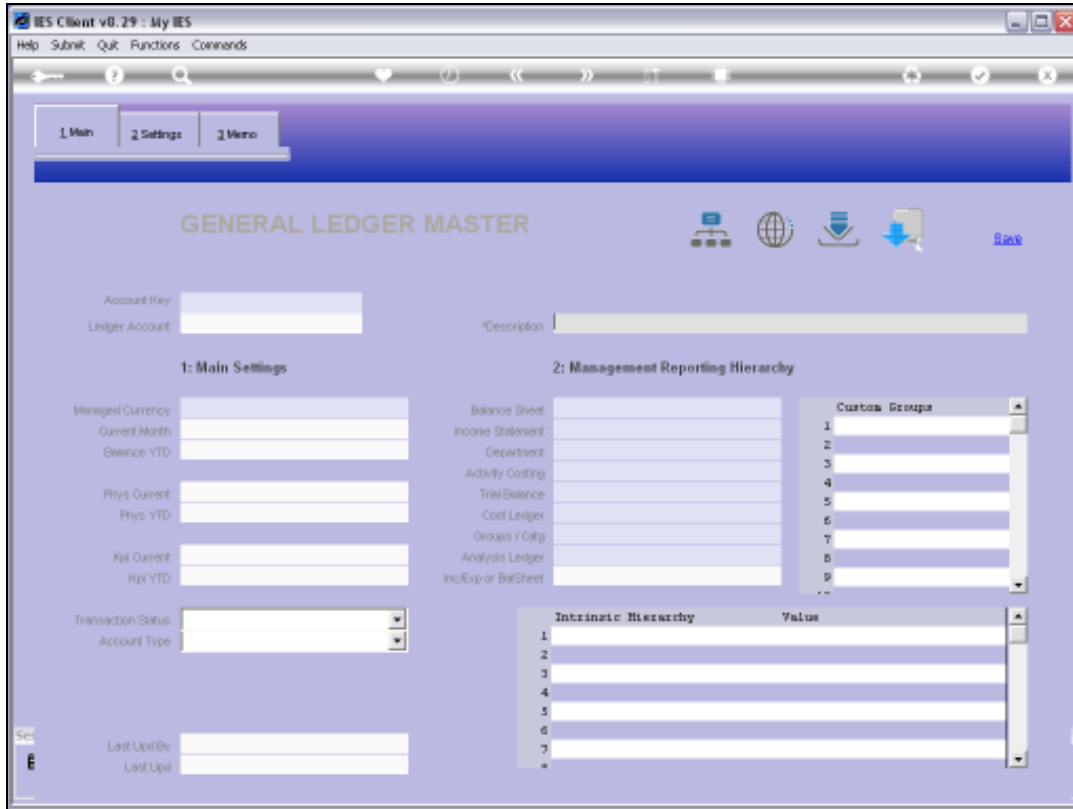 IES Client v8.29 : My IES
Help Submit Quit Functions Commands
1 Main 2 Settings 3 Memo
GENERAL LEDGER MASTER
Save
Account Key
Ledger Account *Description
1: Main Settings 2: Management Reporting Hierarchy
Managed Currency Balance Sheet Custom Groups
Current Month Income Statement 1
Balance YTD Department 2
Activity Costing 3
Phys Current Trial Balance 4
Phys YTD Cost Ledger 5
Groups / Catg 6
Kpi Current Analysis Ledger 7
Kpi YTD Inc/Exp or BalSheet 8
9
Transaction Status Intrinsic Hierarchy Value
Account Type 1
2
3
4
5
6
Last Upd By 7
Last Upd